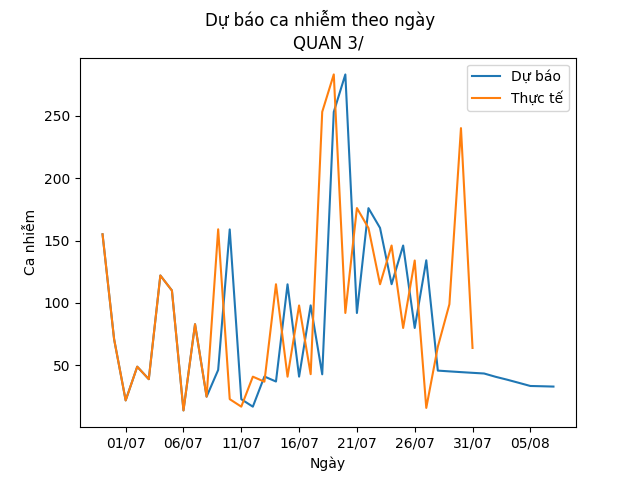 Dự báo ca nhiễm theo ngày
QUAN 3/
Dự báo
Thực tế
Ca nhiễm
250
200
150
100
50
01/07 06/07 11/07 16/07 21/07 26/07 31/07 05/08
Ngày